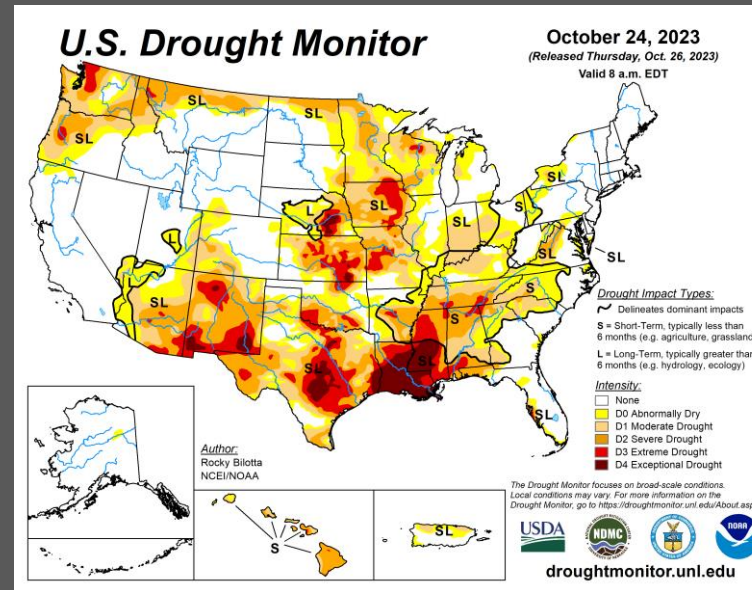 U.S. Drought Monitor
October 24, 2023
(Released Thursday, Oct. 26, 2023)
Valid 8 a.m. EDT
SL
SL
SL
SL
SL
L
S
L
SL
SL
SL
L
SL
S
S
SL
SL
SL
Drought Impact Types:
Delineates dominant impacts
S = Short-Term, typically less than
6 months (e.g. agriculture, grassland
L = Long-Term, typically greater than
6 months (e.g. hydrology, ecology)
Intensity:
None
D0 Abnormally Dry
D1 Moderate Drought
D2 Severe Drought
D3 Extreme Drought
D4 Exceptional Drought
Author:
Rocky Bilotta
NCEI/NOAA
S
SL
The Drought Monitor focuses on broad-scale conditions.
Local conditions may vary. For more information on the
Drought Monitor, go to https://droughtmonitor.unl.edu/About.asp
USDA
NDMC
NOAA
droughtmonitor.unl.edu